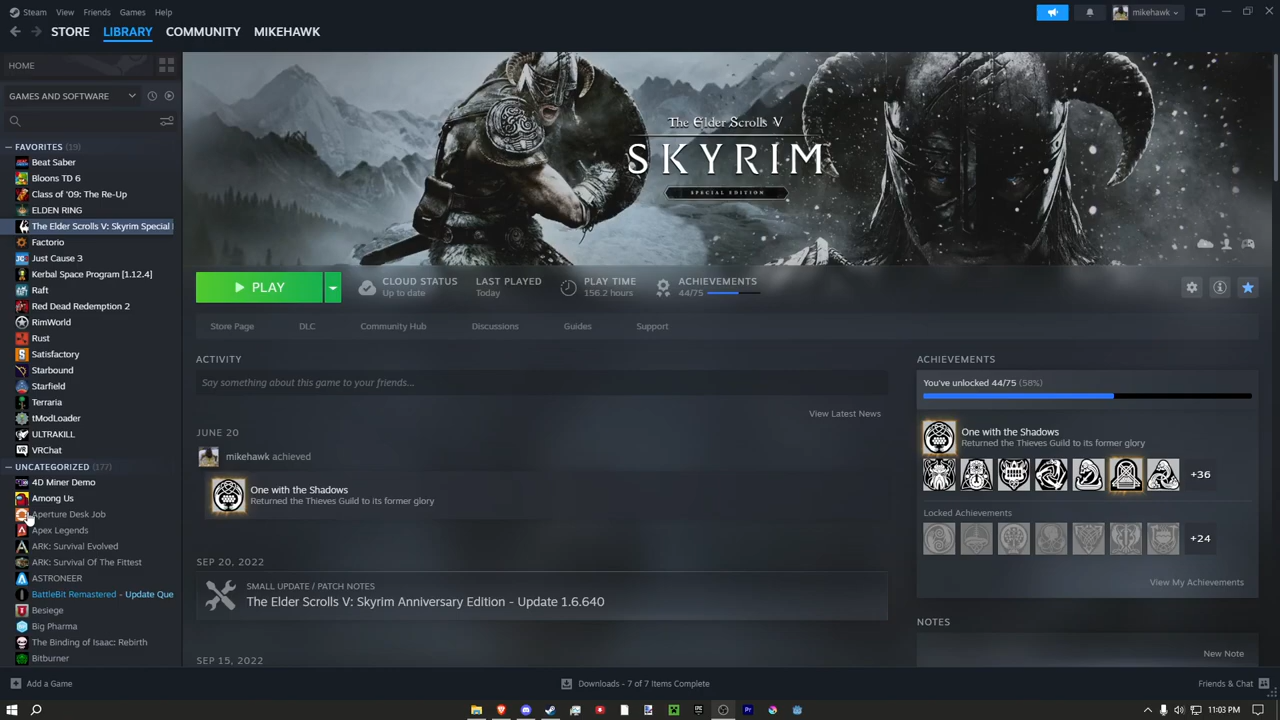 Steam View Friends Games Help
mikehawk
STORE LIBRARY COMMUNITY MIKEHAWK
HOME
GAMES AND SOFTWARE
FAVORITES (19)
Beat Saber
Bloons TD 6
Class of '09: The Re-Up
ELDEN RING
The Elder Scrolls V: Skyrim Special
Factorio
Just Cause 3
Kerbal Space Program [1.12.4]
Raft
Red Dead Redemption 2
RimWorld
Rust
Satisfactory
Starbound
Starfield
Terraria
tModLoader
ULTRAKILL
VRChat
UNCATEGORIZED (177)
4D Miner Demo
Among Us
Aperture Desk Job
Apex Legends
ARK: Survival Evolved
ARK: Survival Of The Fittest
ASTRONEER
BattleBit Remastered - Update Que
Besiege
Big Pharma
The Binding of Isaac: Rebirth
Bitburner
Add a Game
The Elder Scrolls V
SKYRIM
SPECIAL EDITION
PLAY
CLOUD STATUS
Up to date
LAST PLAYED
Today
PLAY TIME
156.2 hours
ACHIEVEMENTS
44/75
Store Page DLC Community Hub Discussions Guides Support
ACTIVITY
Say something about this game to your friends...
View Latest News
JUNE 20
mikehawk achieved
One with the Shadows
Returned the Thieves Guild to its former glory
SEP 20, 2022
SMALL UPDATE / PATCH NOTES
The Elder Scrolls V: Skyrim Anniversary Edition - Update 1.6.640
SEP 15, 2022
ACHIEVEMENTS
You've unlocked 44/75 (58%)
One with the Shadows
Returned the Thieves Guild to its former glory
+36
Locked Achievements
+24
View My Achievements
NOTES
New Note
Downloads - 7 of 7 Items Complete
Friends & Chat
11:03 PM